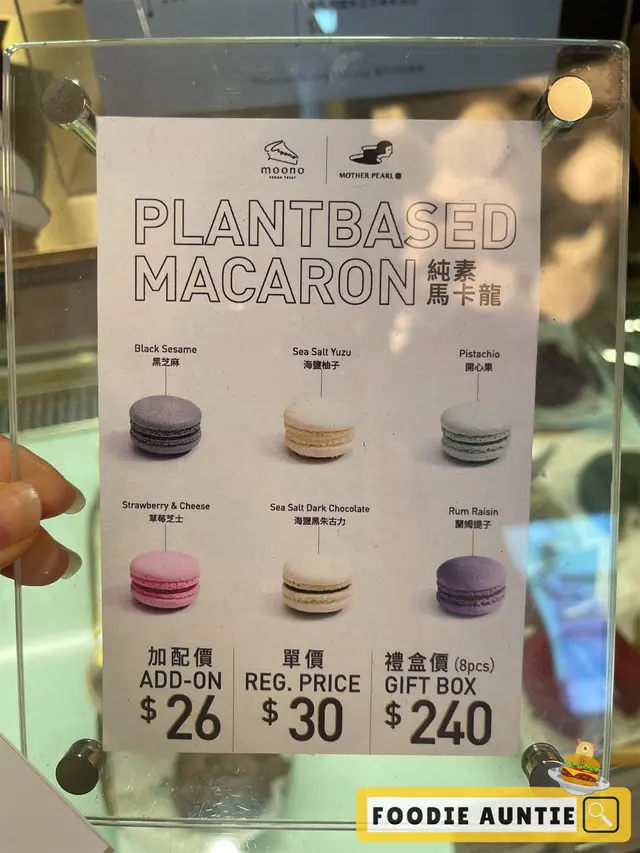 moono
VEGAN TREAT
MOTHER PEARL
PLANTBASED
MACARON 純素
馬卡龍
Black Sesame
黑芝麻
Sea Salt Yuzu
海鹽柚子
Pistachio
開心果
Strawberry & Cheese
草莓芝士
Sea Salt Dark Chocolate
海鹽黑朱古力
Rum Raisin
蘭姆提子
加配價
ADD-ON
$26
單價
REG. PRICE
$30
禮盒價 (8pcs)
GIFT BOX
$240
FOODIE AUNTIE